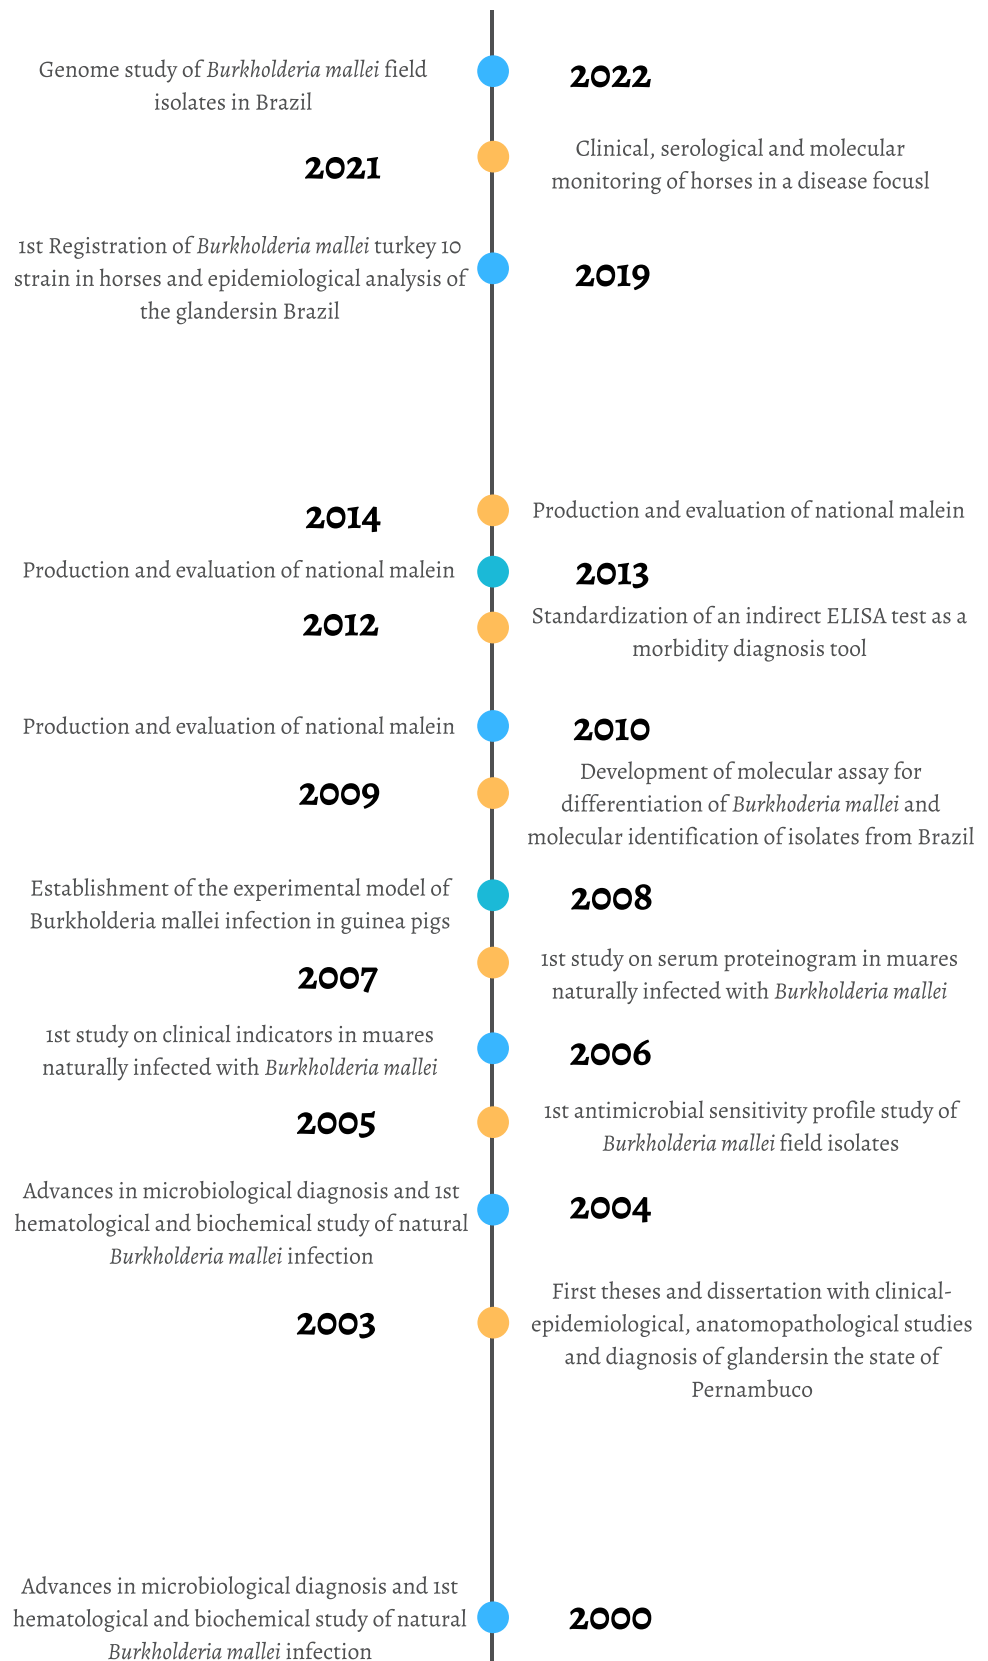 Genome study of Burkholderia mallei field
isolates in Brazil
2022
2021
Clinical, serological and molecular
monitoring of horses in a disease focusl
1st Registration of Burkholderia mallei turkey 10
strain in horses and epidemiological analysis of
the glandersin Brazil
2019
2014
Production and evaluation of national malein
Production and evaluation of national malein
2013
2012
Standardization of an indirect ELISA test as a
morbidity diagnosis tool
Production and evaluation of national malein
2010
2009
Development of molecular assay for
differentiation of Burkhoderia mallei and
molecular identification of isolates from Brazil
Establishment of the experimental model of
Burkholderia mallei infection in guinea pigs
2008
2007
1st study on serum proteinogram in muares
naturally infected with Burkholderia mallei
1st study on clinical indicators in muares
naturally infected with Burkholderia mallei
2006
2005
1st antimicrobial sensitivity profile study of
Burkholderia mallei field isolates
Advances in microbiological diagnosis and 1st
hematological and biochemical study of natural
Burkholderia mallei infection
2004
2003
First theses and dissertation with clinical-
epidemiological, anatomopathological studies
and diagnosis of glandersin the state of
Pernambuco
Advances in microbiological diagnosis and 1st
hematological and biochemical study of natural
Burkholderia mallei infection
2000